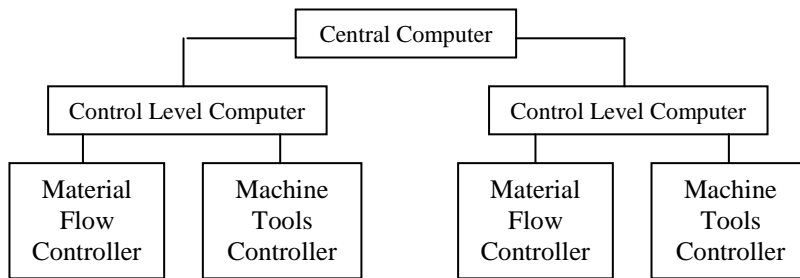 Central Computer
Control Level Computer
Control Level Computer
Material
Flow
Controller
Machine
Tools
Controller
Material
Flow
Controller
Machine
Tools
Controller